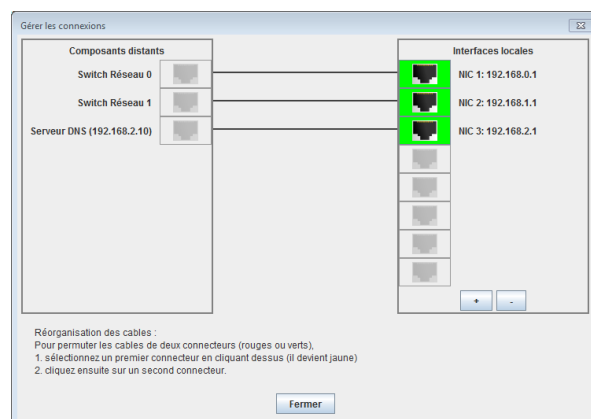 Gérer les connexions
Composants distants
Interfaces locales
Switch Réseau 0
NIC 1: 192.168.0.1
Switch Réseau 1
NIC 2: 192.168.1.1
Serveur DNS (192.168.2.10)
NIC 3: 192.168.2.1
+
-
Réorganisation des cables :
Pour permuter les cables de deux connecteurs (rouges ou verts),
1. sélectionnez un premier connecteur en cliquant dessus (il devient jaune)
2. cliquez ensuite sur un second connecteur.
Fermer